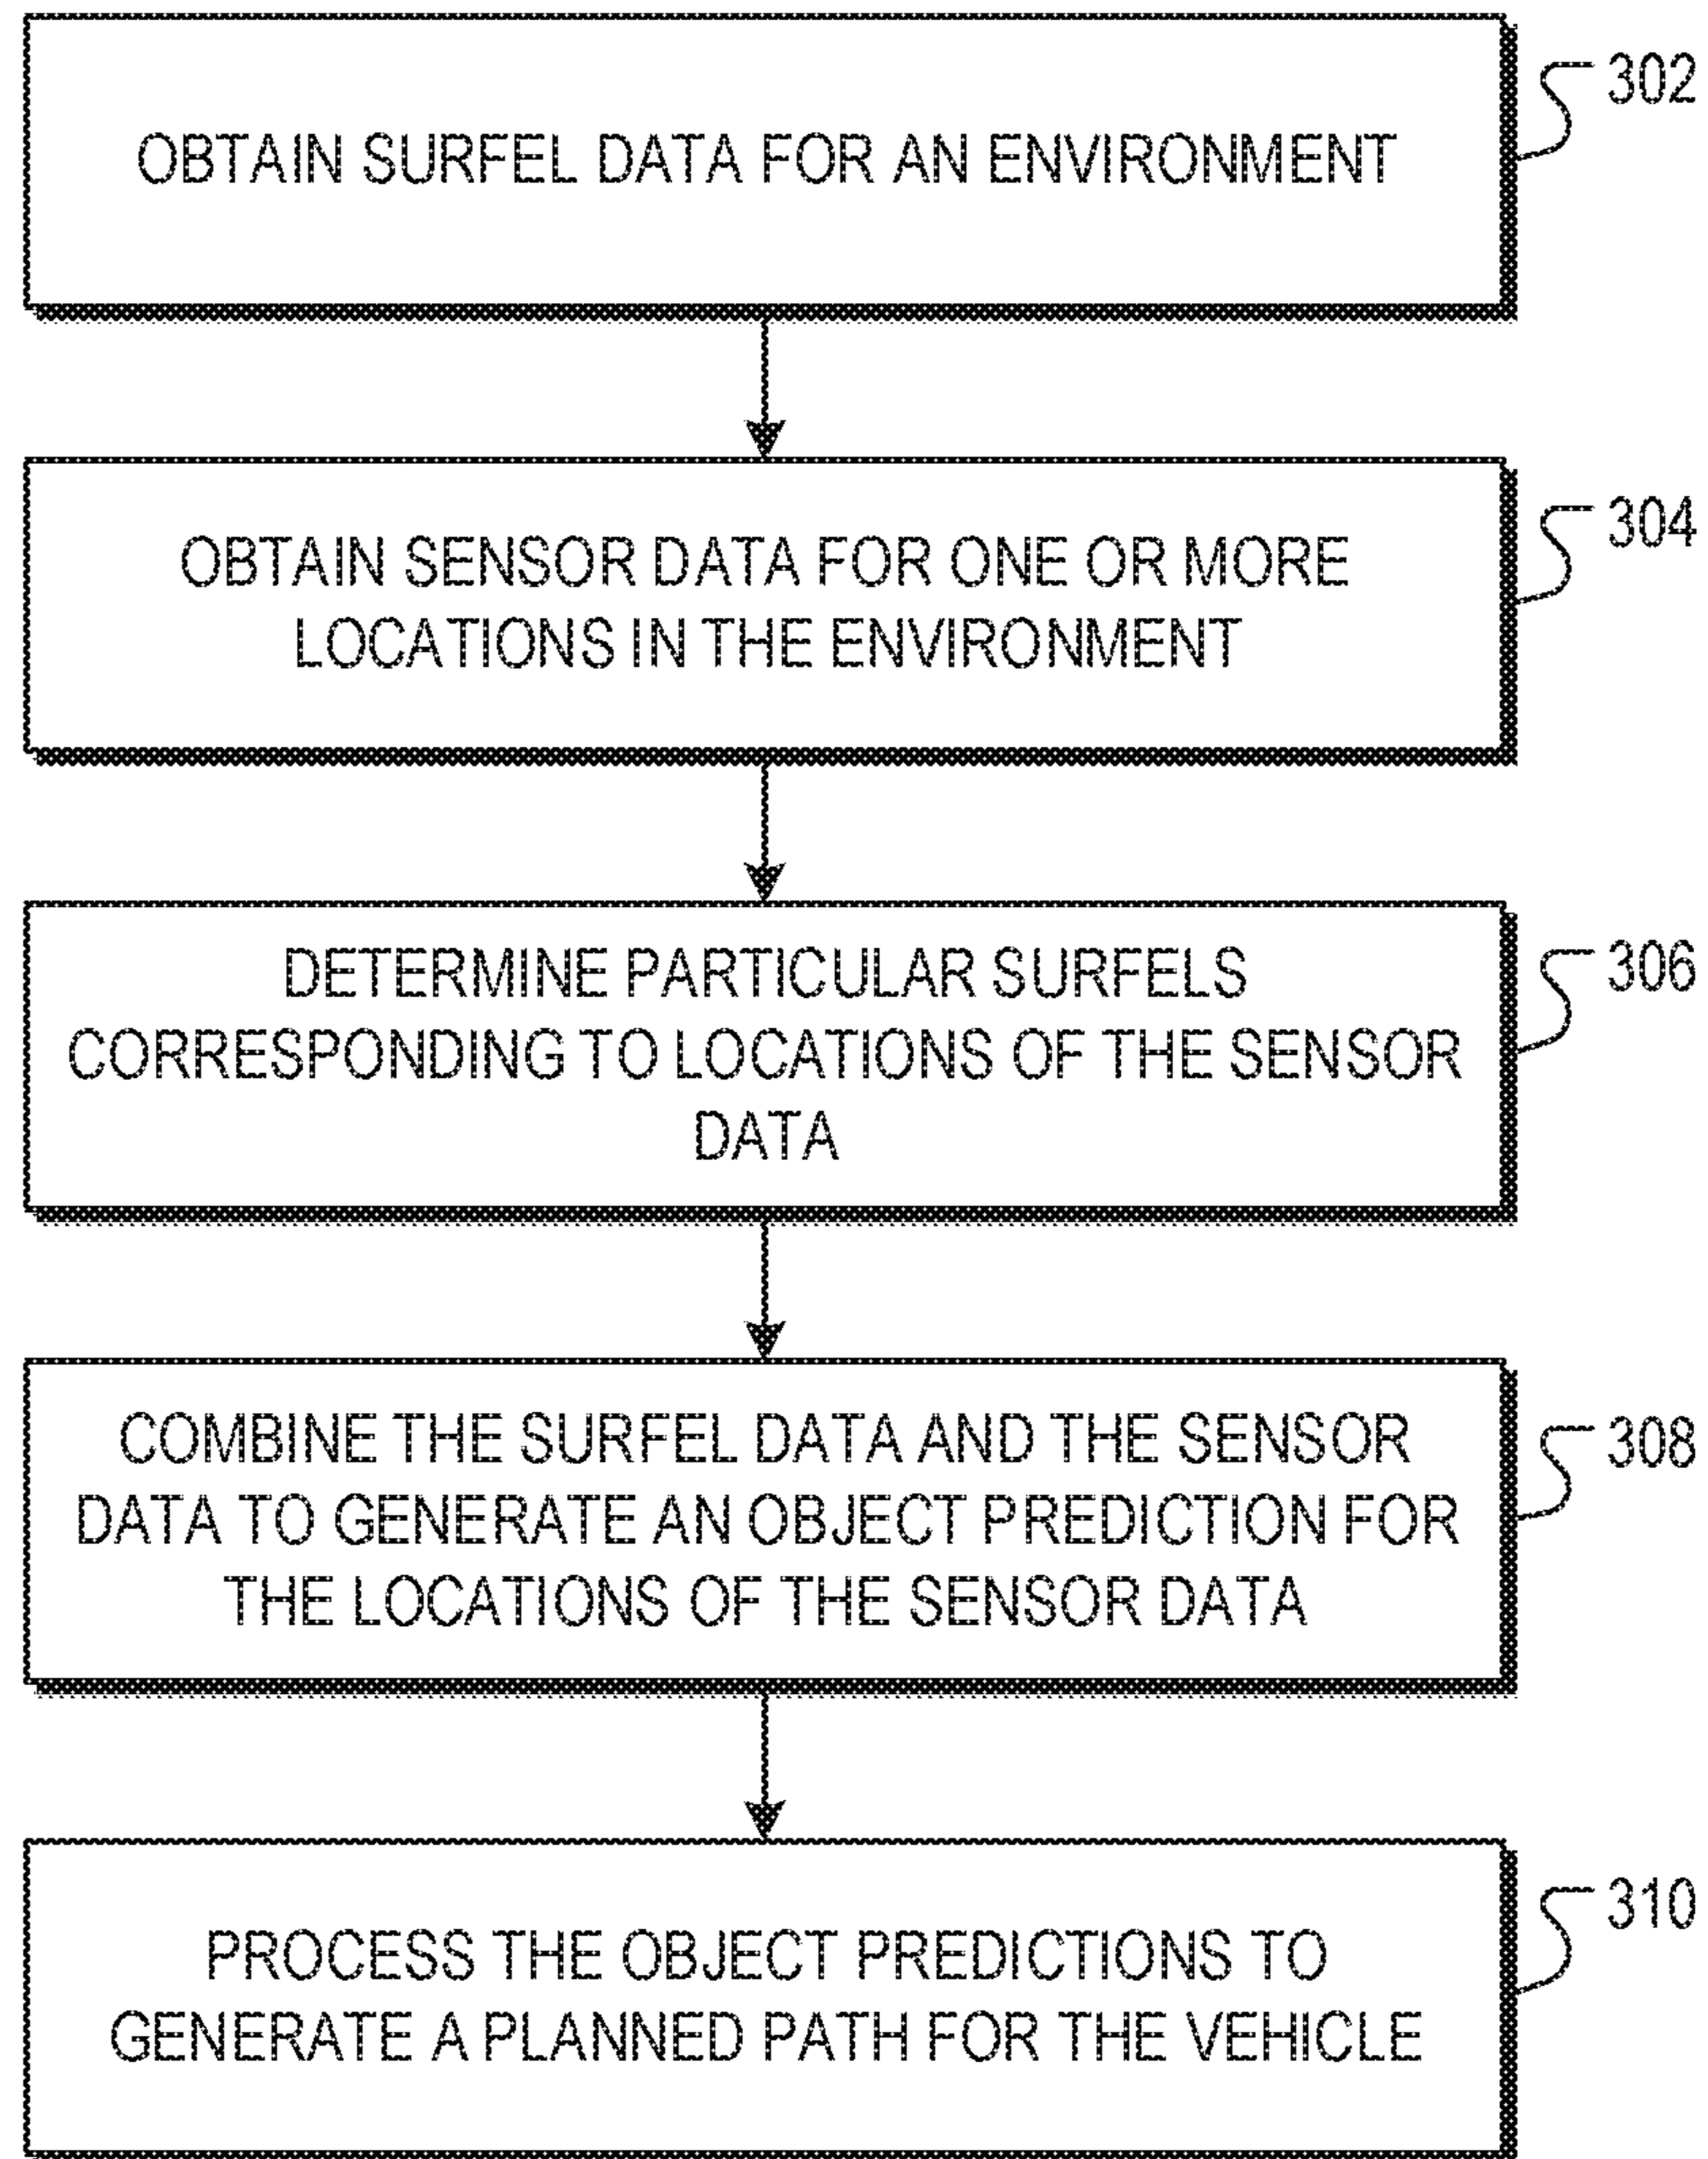 OBTAIN SURFEL DATA FOR AN ENVIRONMENT
302
OBTAIN SENSOR DATA FOR ONE OR MORE
LOCATIONS IN THE ENVIRONMENT
304
DETERMINE PARTICULAR SURFELS
CORRESPONDING TO LOCATIONS OF THE SENSOR
DATA
306
COMBINE THE SURFEL DATA AND THE SENSOR
DATA TO GENERATE AN OBJECT PREDICTION FOR
THE LOCATIONS OF THE SENSOR DATA
308
PROCESS THE OBJECT PREDICTIONS TO
GENERATE A PLANNED PATH FOR THE VEHICLE
310